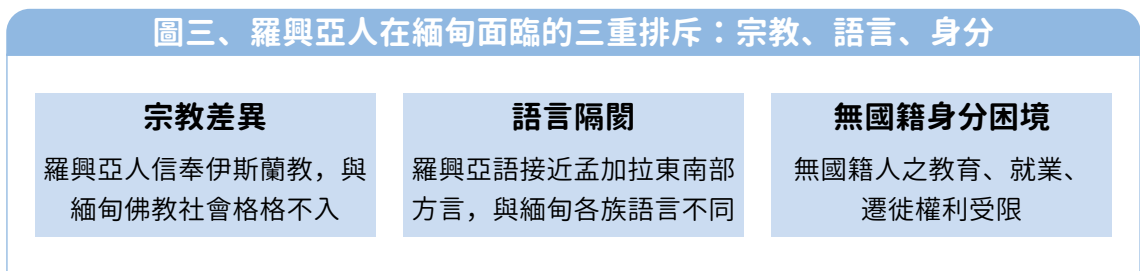 圖三、羅興亞人在緬甸面臨的三重排斥：宗教、語言、身分
宗教差異
羅興亞人信奉伊斯蘭教，與
緬甸佛教社會格格不入
語言隔閡
羅興亞語接近孟加拉東南部
方言，與緬甸各族語言不同
無國籍身分困境
無國籍人之教育、就業、
遷徙權利受限